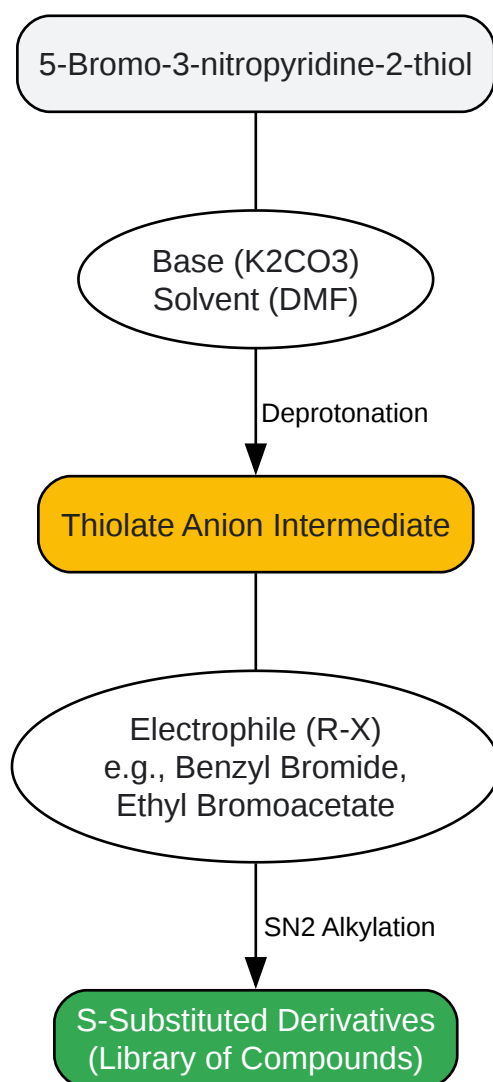 5-Bromo-3-nitropyridine-2-thiol
Base (K2CO3)
Solvent (DMF)
Deprotonation
Thiolate Anion Intermediate
Electrophile (R-X)
e.g., Benzyl Bromide,
Ethyl Bromoacetate
SN2 Alkylation
S-Substituted Derivatives
(Library of Compounds)